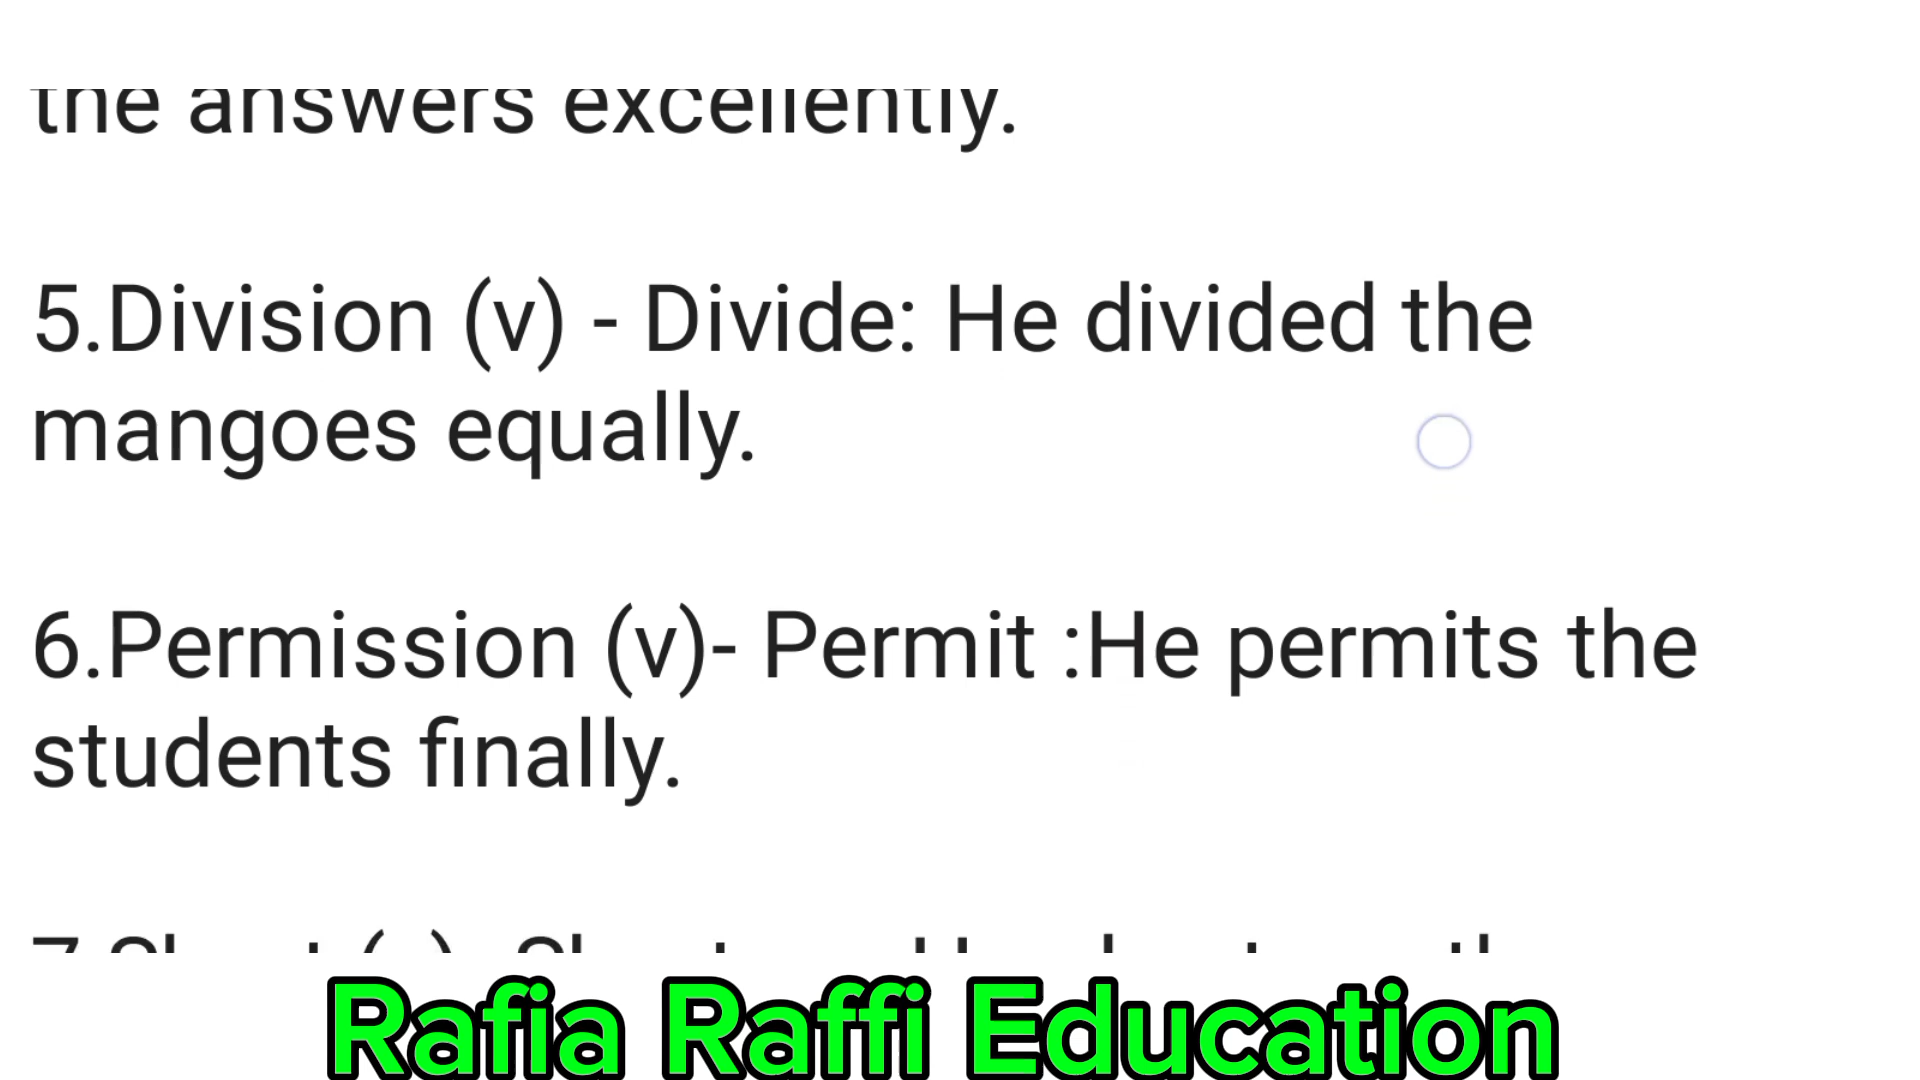 the answers excellently.
5.Division (v) - Divide: He divided the
mangoes equally.
6.Permission (v)- Permit :He permits the
students finally.
Rafia Raffi Education